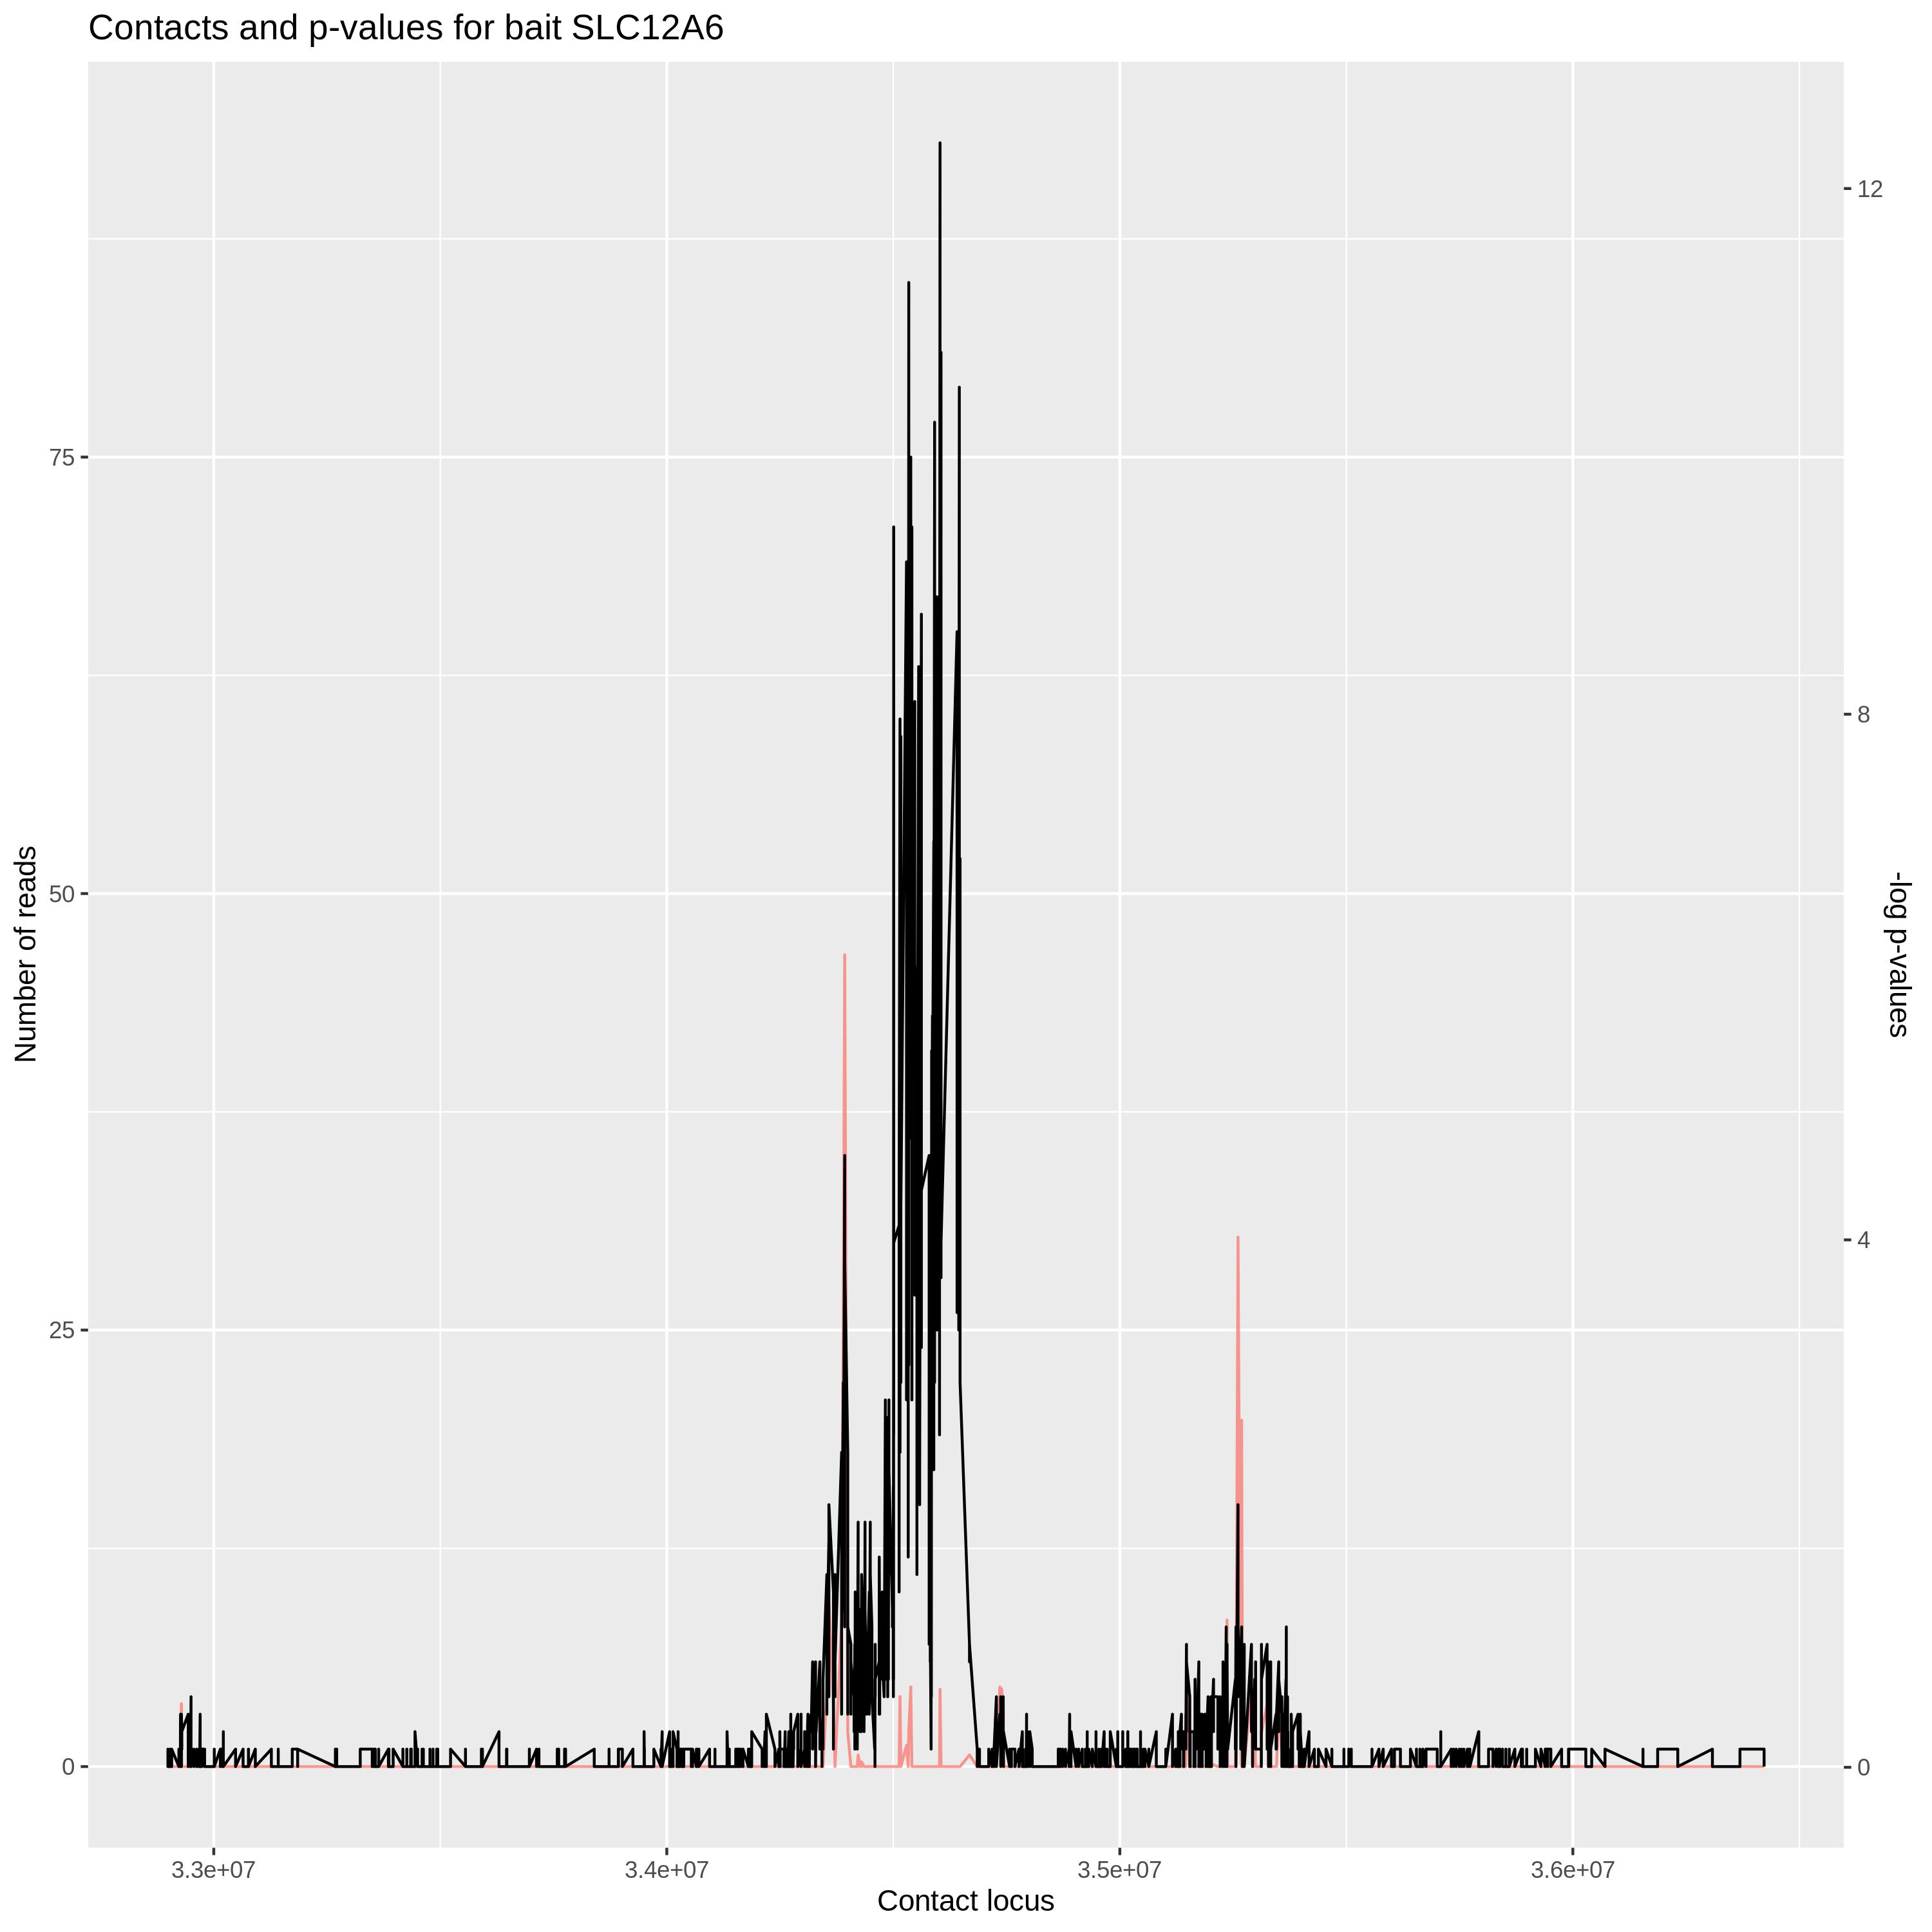 Contacts and p-values for bait SLC12A6
12
75
8
50
Number of reads
-log p-values
4
25
0
0
3.3e+07
3.4e+07
3.5e+07
3.6e+07
Contact locus